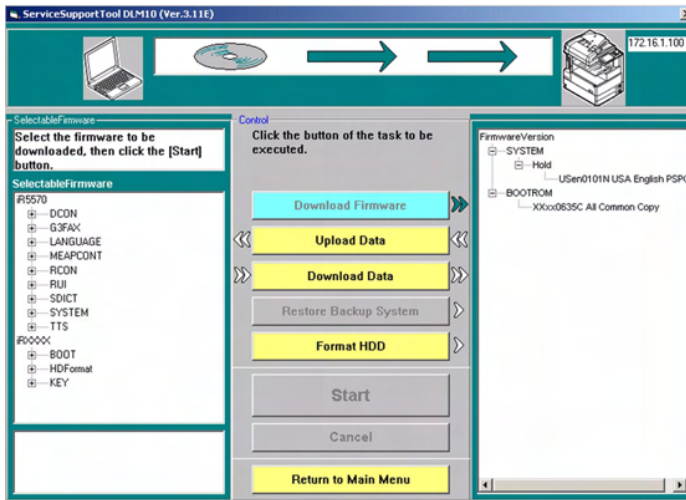 ServiceSupportTool DLM10 (Ver.3.11E)
172.16.1.100
SelectableFirmware
Select the firmware to be
downloaded, then click the [Start]
button.
SelectableFirmware
iR5570
DCON
G3FAX
LANGUAGE
MEAPCONT
RCON
RUI
SDICT
SYSTEM
TTS
iRXXXX
BOOT
HDFormat
KEY
Control
Click the button of the task to be
executed.
Download Firmware
Upload Data
Download Data
Restore Backup System
Format HDD
Start
Cancel
Return to Main Menu
FirmwareVersion
SYSTEM
Hold
USen0101N USA English PSPC
BOOTROM
XXxx0635C All Common Copy